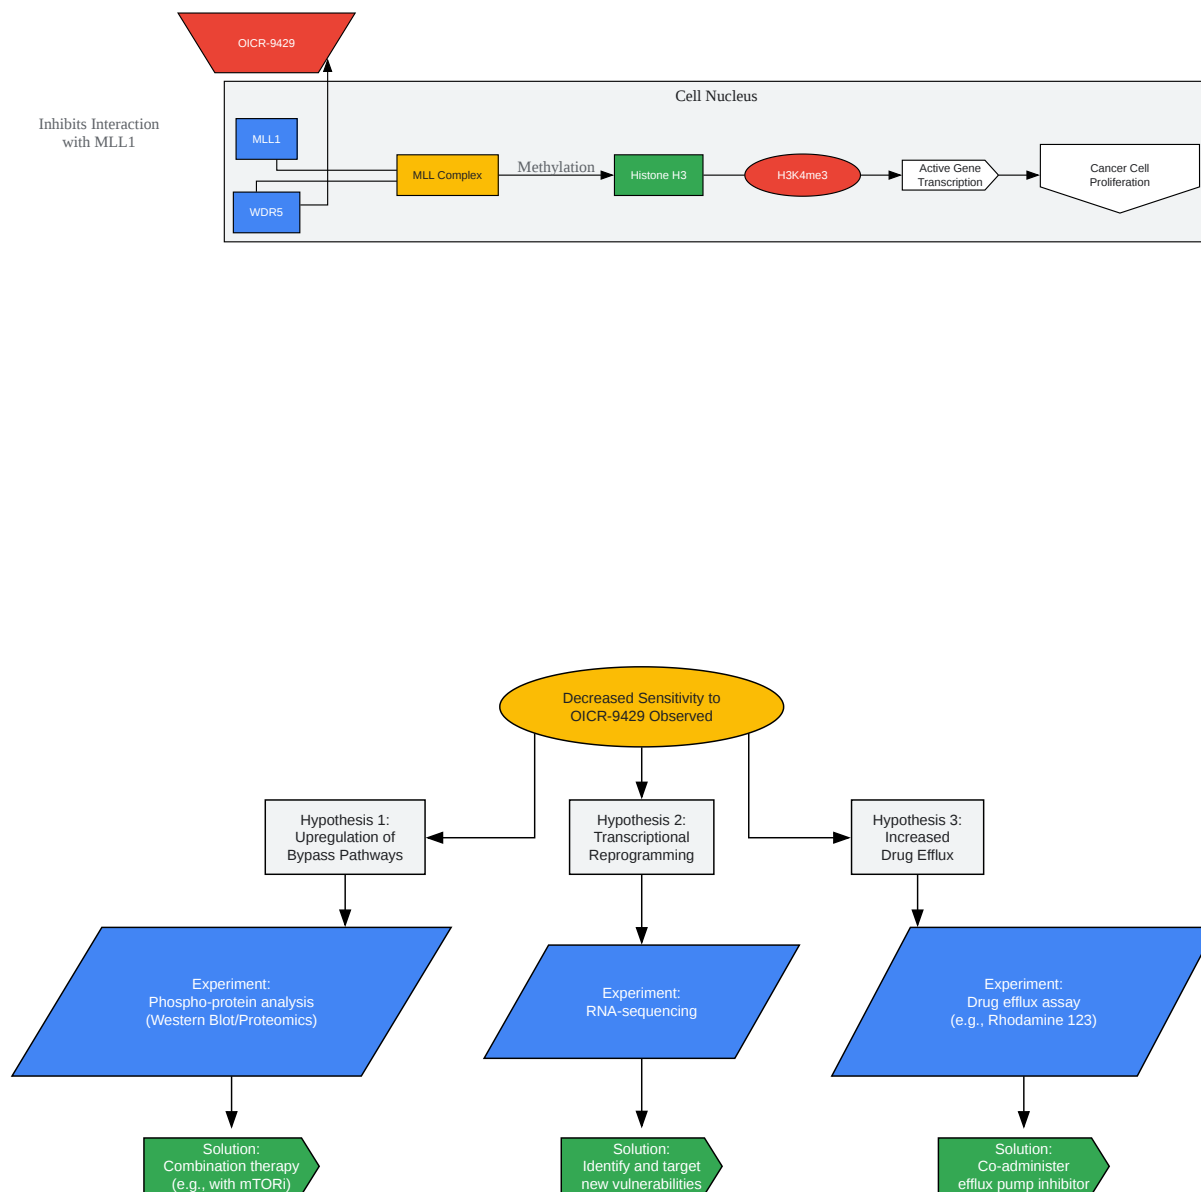 OICR-9429
Cell Nucleus
Inhibits Interaction
with MLL1
MLL1
WDR5
MLL Complex
Methylation
Histone H3
H3K4me3
Active Gene
Transcription
Cancer Cell
Proliferation
Decreased Sensitivity to
OICR-9429 Observed
Hypothesis 1:
Upregulation of
Bypass Pathways
Hypothesis 2:
Transcriptional
Reprogramming
Hypothesis 3:
Increased
Drug Efflux
Experiment:
Phospho-protein analysis
(Western Blot/Proteomics)
Experiment:
RNA-sequencing
Experiment:
Drug efflux assay
(e.g., Rhodamine 123)
Solution:
Combination therapy
(e.g., with mTORi)
Solution:
Identify and target
new vulnerabilities
Solution:
Co-administer
efflux pump inhibitor